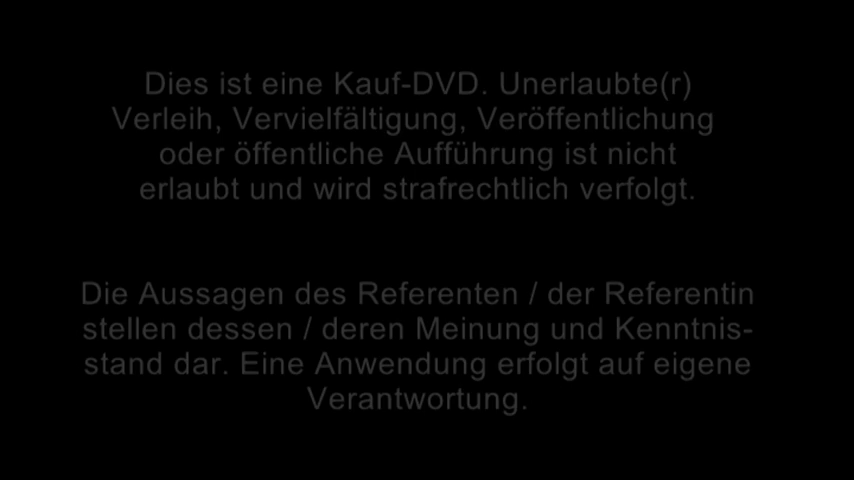 Dies ist eine Kauf-DVD. Unerlaubte(r)
Verleih, Vervielfältigung, Veröffentlichung
oder öffentliche Aufführung ist nicht
erlaubt und wird strafrechtlich verfolgt.
Die Aussagen des Referenten / der Referentin
stellen dessen / deren Meinung und Kenntnis-
stand dar. Eine Anwendung erfolgt auf eigene
Verantwortung.